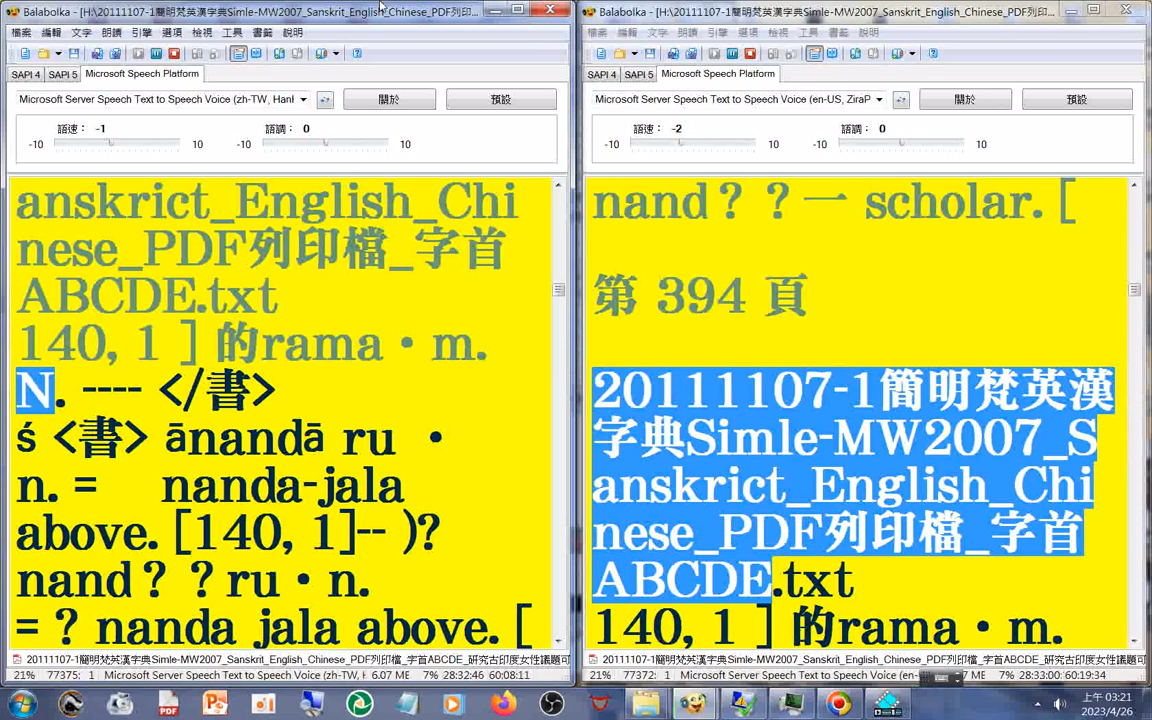 Balabolka - [H:\20111107-1簡明梵英漢字典Simle-MW2007_Sanskrit_English_Chinese_PDF列印...
檔案 編輯 文字 朗讀 引擎 選項 檢視 工具 書籤 說明
SAPI 4 SAPI 5 Microsoft Speech Platform
Microsoft Server Speech Text to Speech Voice (zh-TW, Hanl
關於 預設
語速： -1 語調： 0
-10 10 -10 10
anskrict_English_Chi
nese_PDF列印檔_字首
ABCDE.txt
140, 1 ] 的rama·m.
N. ---- </書>
ś <書> ānandā ru ·
n. = nanda-jala
above. [140, 1]-- )?
nand？？ru·n.
=？nanda jala above. [
20111107-1簡明梵英漢字典Simle-MW2007_Sanskrit_English_Chinese_PDF列印檔_字首ABCDE_研究古印度女性議題可
21% 77375: 1 Microsoft Server Speech Text to Speech Voice (zh-TW, 6.07 MB 7% 28:32:46 60:08:11
Balabolka - [H:\20111107-1簡明梵英漢字典Simle-MW2007_Sanskrit_English_Chinese_PDF列印...
檔案 編輯 文字 朗讀 引擎 選項 檢視 工具 書籤 說明
SAPI 4 SAPI 5 Microsoft Speech Platform
Microsoft Server Speech Text to Speech Voice (en-US, ZiraP
關於 預設
語速： -2 語調： 0
-10 10 -10 10
nand？？一 scholar. [
第 394 頁
20111107-1簡明梵英漢
字典Simle-MW2007_S
anskrict_English_Chi
nese_PDF列印檔_字首
ABCDE.txt
140, 1 ] 的rama·m.
20111107-1簡明梵英漢字典Simle-MW2007_Sanskrit_English_Chinese_PDF列印檔_字首ABCDE_研究古印度女性議題可
21% 77372: 1 Microsoft Server Speech Text to Speech Voice (en-US, 6.07 MB 7% 28:33:00 60:19:34
上午 03:21
2023/4/26